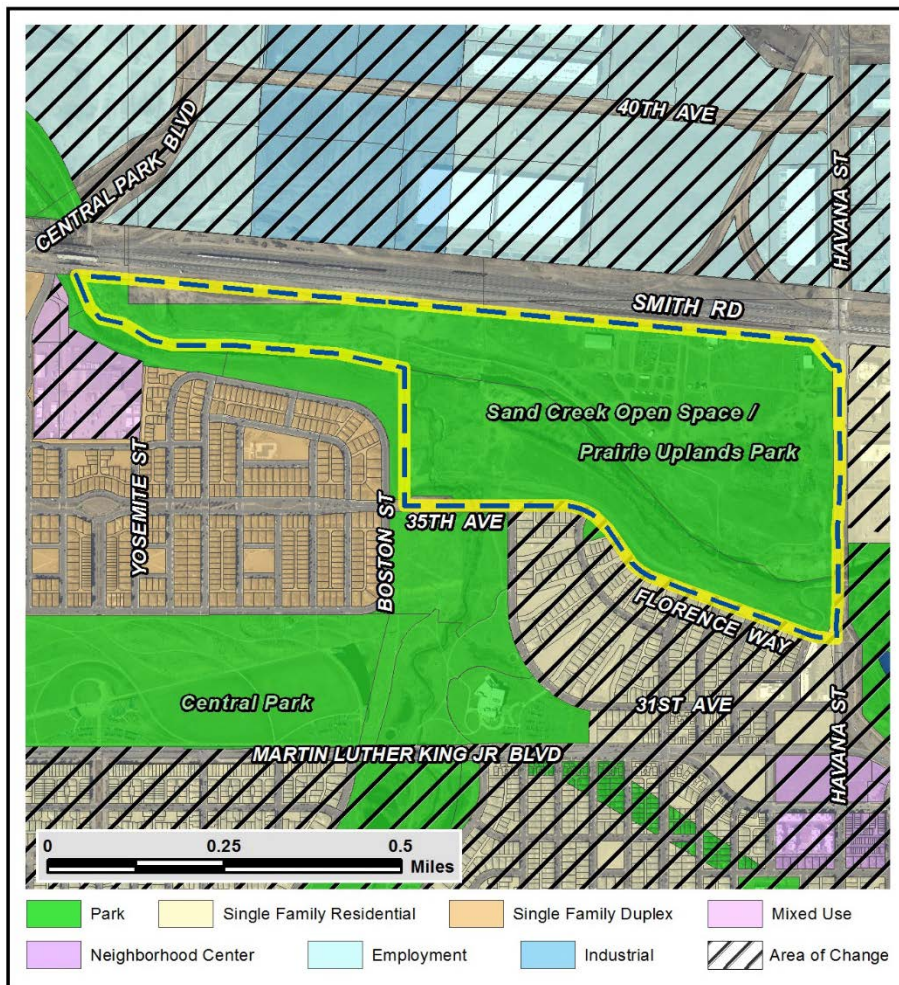 40TH AVE
CENTRAL PARK BLVD
HAVANA ST
SMITH RD
Sand Creek Open Space /
Prairie Uplands Park
YOSEMITE ST
BOSTON ST
35TH AVE
FLORENCE WAY
Central Park
31ST AVE
HAVANA ST
MARTIN LUTHER KING JR BLVD
0 0.25 0.5
Miles
Park Single Family Residential Single Family Duplex Mixed Use
Neighborhood Center Employment Industrial Area of Change